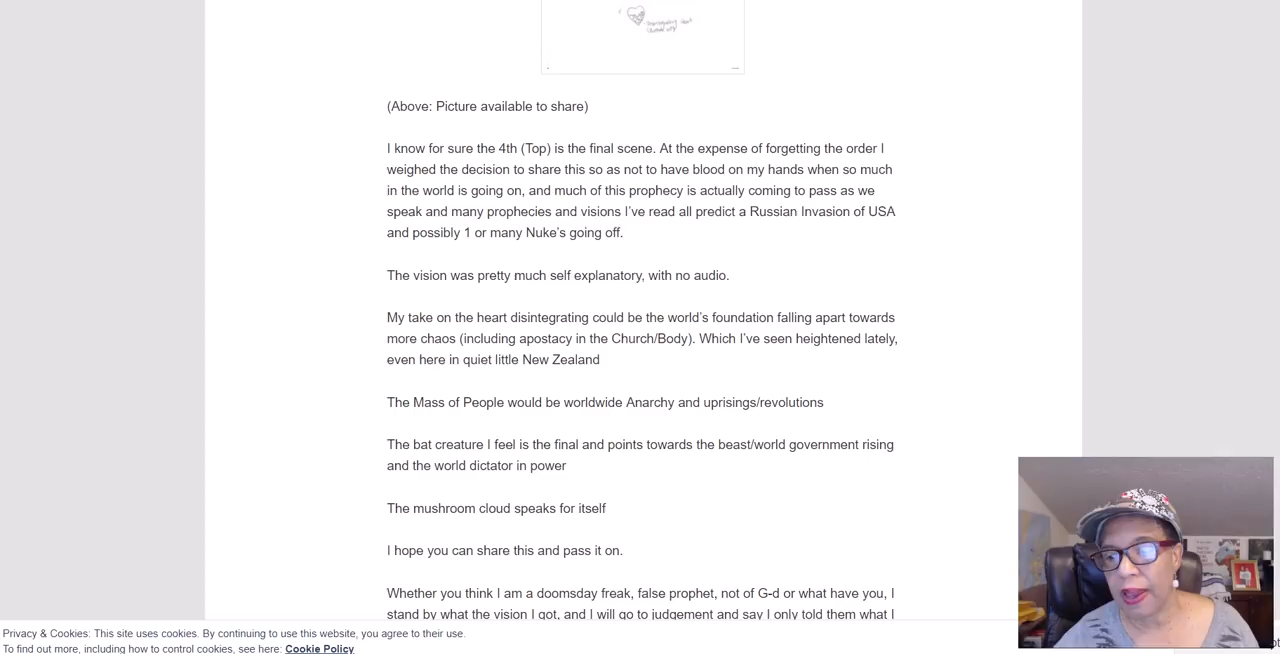 (Above: Picture available to share)
I know for sure the 4th (Top) is the final scene. At the expense of forgetting the order I
weighed the decision to share this so as not to have blood on my hands when so much
in the world is going on, and much of this prophecy is actually coming to pass as we
speak and many prophecies and visions I've read all predict a Russian Invasion of USA
and possibly 1 or many Nuke's going off.
The vision was pretty much self explanatory, with no audio.
My take on the heart disintegrating could be the world's foundation falling apart towards
more chaos (including apostacy in the Church/Body). Which I've seen heightened lately,
even here in quiet little New Zealand
The Mass of People would be worldwide Anarchy and uprisings/revolutions
The bat creature I feel is the final and points towards the beast/world government rising
and the world dictator in power
The mushroom cloud speaks for itself
I hope you can share this and pass it on.
Whether you think I am a doomsday freak, false prophet, not of G-d or what have you, I
stand by what the vision I got, and I will go to judgement and say I only told them what I
Privacy & Cookies: This site uses cookies. By continuing to use this website, you agree to their use.
To find out more, including how to control cookies, see here: Cookie Policy